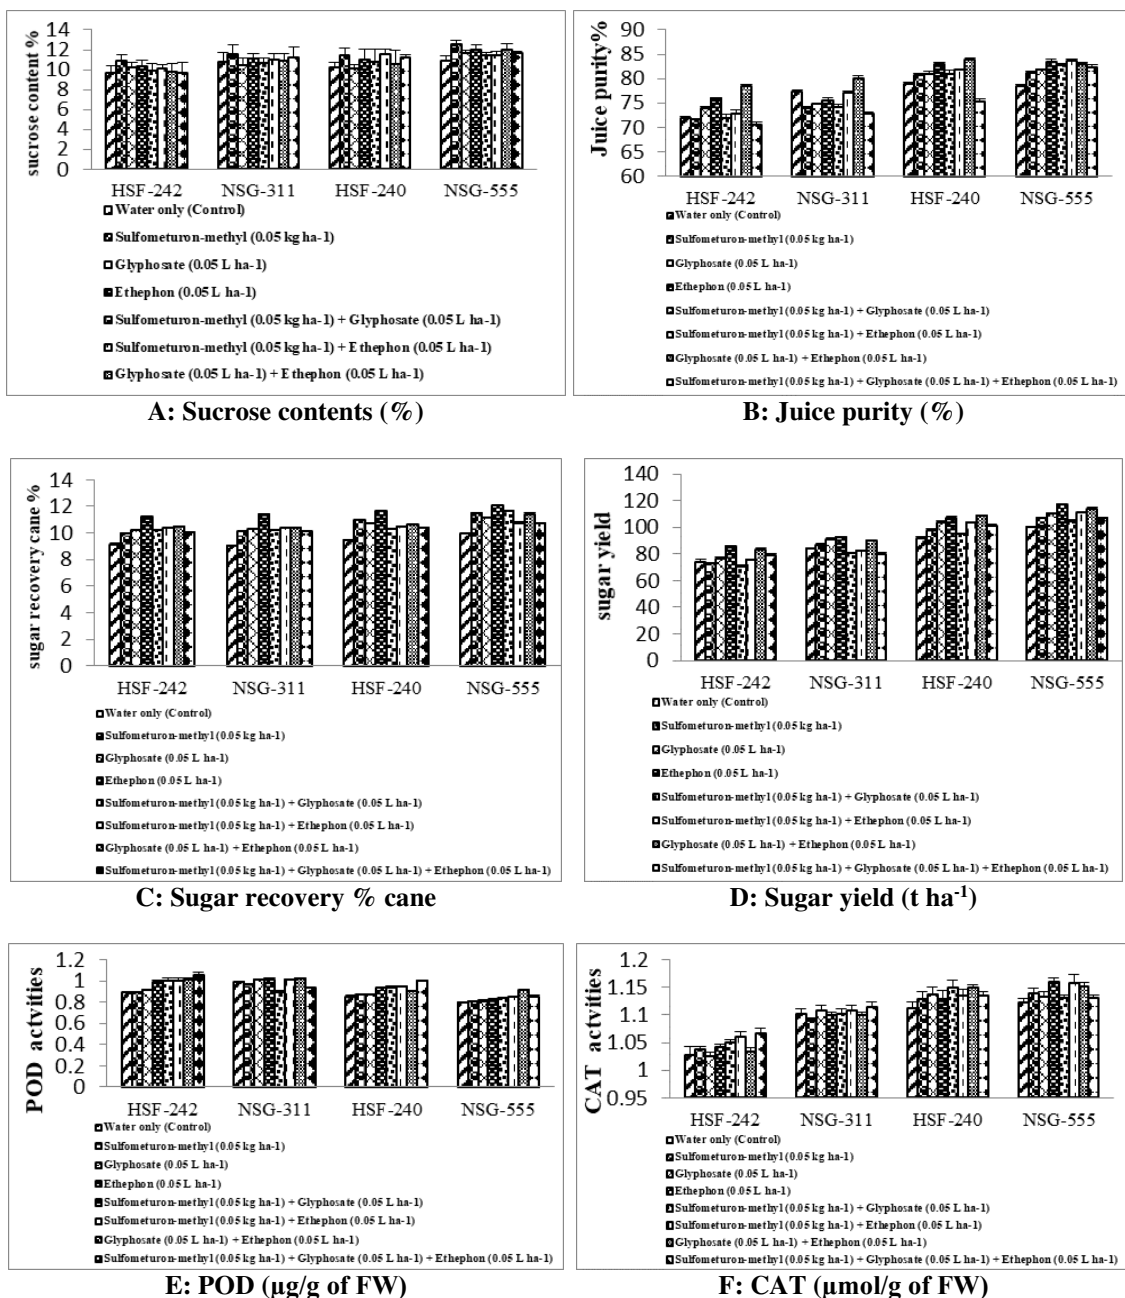 sucrose content %
14
12
10
8
6
4
2
0
HSF-242 NSG-311 HSF-240 NSG-555
Water only (Control)
Sulfometuron-methyl (0.05 kg ha-1)
Glyphosate (0.05 L ha-1)
Ethephon (0.05 L ha-1)
Sulfometuron-methyl (0.05 kg ha-1) + Glyphosate (0.05 L ha-1)
Sulfometuron-methyl (0.05 kg ha-1) + Ethephon (0.05 L ha-1)
Glyphosate (0.05 L ha-1) + Ethephon (0.05 L ha-1)
A: Sucrose contents (%)
Juice purity%
90
85
80
75
70
65
60
HSF-242 NSG-311 HSF-240 NSG-555
Water only (Control)
Sulfometuron-methyl (0.05 kg ha-1)
Glyphosate (0.05 L ha-1)
Ethephon (0.05 L ha-1)
Sulfometuron-methyl (0.05 kg ha-1) + Glyphosate (0.05 L ha-1)
Sulfometuron-methyl (0.05 kg ha-1) + Ethephon (0.05 L ha-1)
Glyphosate (0.05 L ha-1) + Ethephon (0.05 L ha-1)
Sulfometuron-methyl (0.05 kg ha-1) + Glyphosate (0.05 L ha-1) + Ethephon (0.05 L ha-1)
B: Juice purity (%)
sugar recovery cane %
14
12
10
8
6
4
2
0
HSF-242 NSG-311 HSF-240 NSG-555
Water only (Control)
Sulfometuron-methyl (0.05 kg ha-1)
Glyphosate (0.05 L ha-1)
Ethephon (0.05 L ha-1)
Sulfometuron-methyl (0.05 kg ha-1) + Glyphosate (0.05 L ha-1)
Sulfometuron-methyl (0.05 kg ha-1) + Ethephon (0.05 L ha-1)
Glyphosate (0.05 L ha-1) + Ethephon (0.05 L ha-1)
Sulfometuron-methyl (0.05 kg ha-1) + Glyphosate (0.05 L ha-1) + Ethephon (0.05 L ha-1)
C: Sugar recovery % cane
sugar yield
140
120
100
80
60
40
20
0
HSF-242 NSG-311 HSF-240 NSG-555
Water only (Control)
Sulfometuron-methyl (0.05 kg ha-1)
Glyphosate (0.05 L ha-1)
Ethephon (0.05 L ha-1)
Sulfometuron-methyl (0.05 kg ha-1) + Glyphosate (0.05 L ha-1)
Sulfometuron-methyl (0.05 kg ha-1) + Ethephon (0.05 L ha-1)
Glyphosate (0.05 L ha-1) + Ethephon (0.05 L ha-1)
Sulfometuron-methyl (0.05 kg ha-1) + Glyphosate (0.05 L ha-1) + Ethephon (0.05 L ha-1)
D: Sugar yield (t ha-1)
POD actvities
1.2
1
0.8
0.6
0.4
0.2
0
HSF-242 NSG-311 HSF-240 NSG-555
Water only (Control)
Sulfometuron-methyl (0.05 kg ha-1)
Glyphosate (0.05 L ha-1)
Ethephon (0.05 L ha-1)
Sulfometuron-methyl (0.05 kg ha-1) + Glyphosate (0.05 L ha-1)
Sulfometuron-methyl (0.05 kg ha-1) + Ethephon (0.05 L ha-1)
Glyphosate (0.05 L ha-1) + Ethephon (0.05 L ha-1)
Sulfometuron-methyl (0.05 kg ha-1) + Glyphosate (0.05 L ha-1) + Ethephon (0.05 L ha-1)
E: POD (µg/g of FW)
CAT actvities
1.2
1.15
1.1
1.05
1
0.95
HSF-242 NSG-311 HSF-240 NSG-555
Water only (Control)
Sulfometuron-methyl (0.05 kg ha-1)
Glyphosate (0.05 L ha-1)
Ethephon (0.05 L ha-1)
Sulfometuron-methyl (0.05 kg ha-1) + Glyphosate (0.05 L ha-1)
Sulfometuron-methyl (0.05 kg ha-1) + Ethephon (0.05 L ha-1)
Glyphosate (0.05 L ha-1) + Ethephon (0.05 L ha-1)
Sulfometuron-methyl (0.05 kg ha-1) + Glyphosate (0.05 L ha-1) + Ethephon (0.05 L ha-1)
F: CAT (µmol/g of FW)